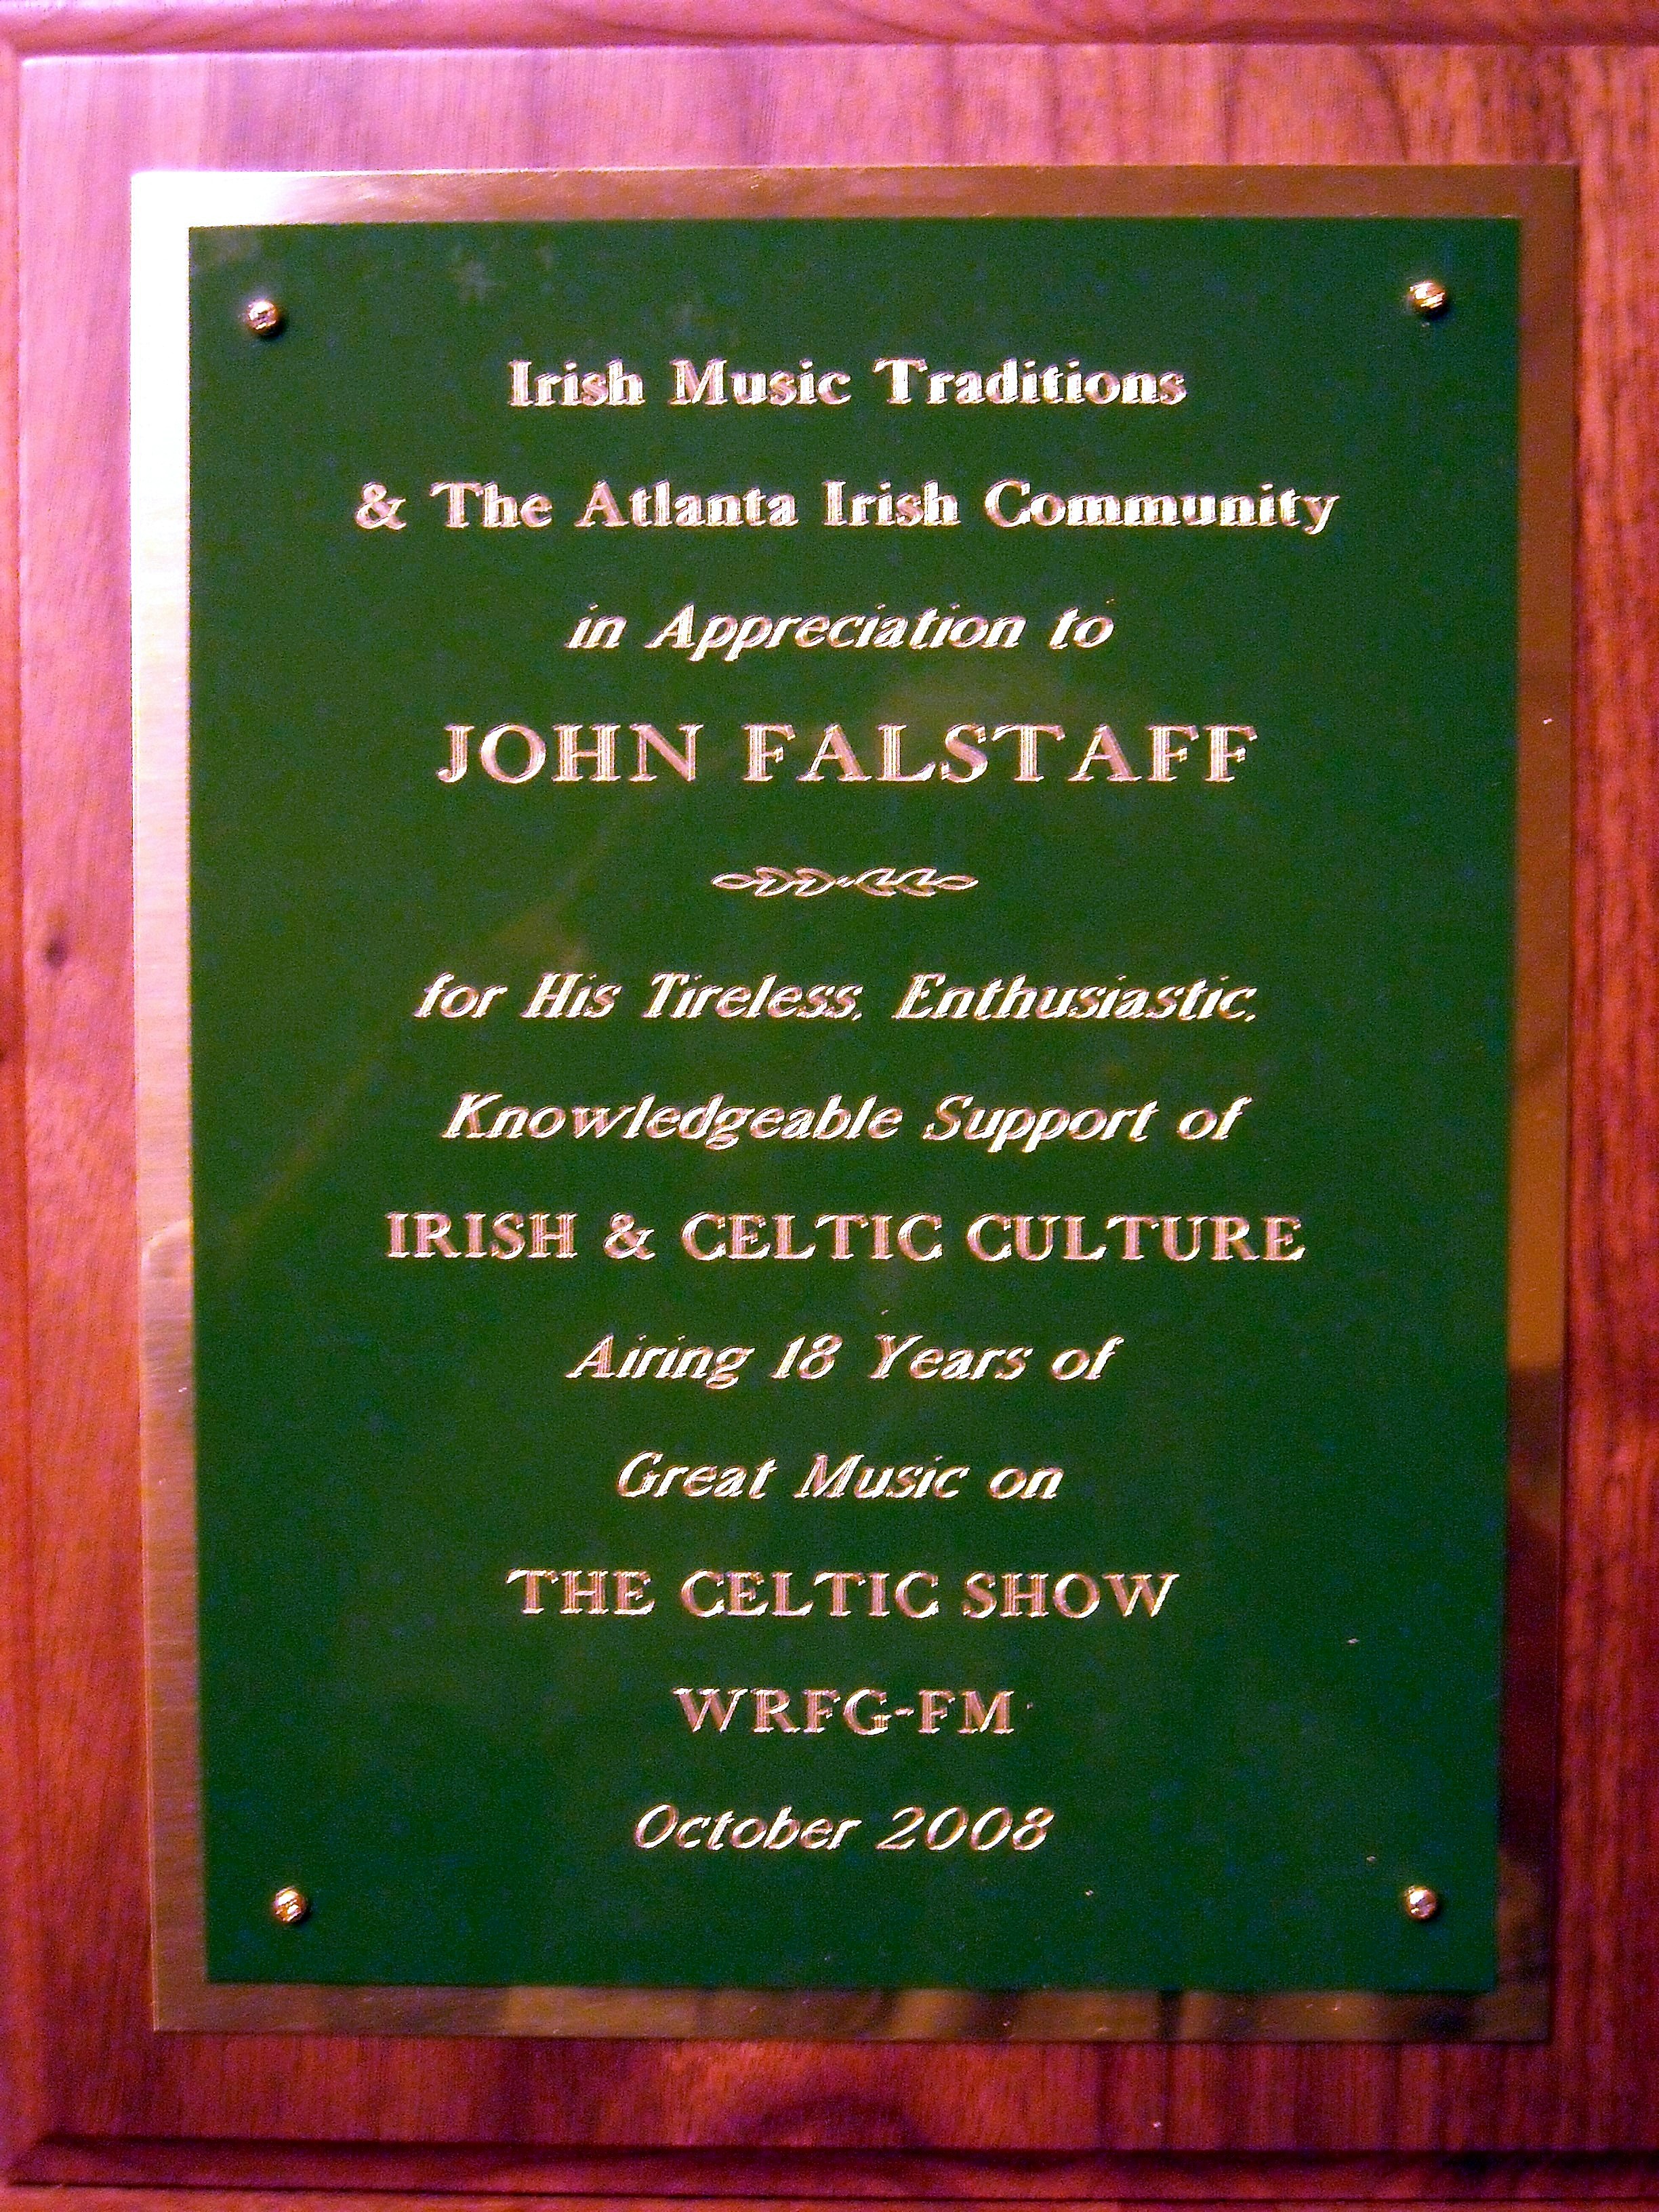 Irish Music Traditions
& The Atlanta Irish Community
in Appreciation to
JOHN FALSTAFF
for His Tireless, Enthusiastic,
Knowledgeable Support of
IRISH & CELTIC CULTURE
Airing 18 Years of
Great Music on
THE CELTIC SHOW
WRFG-FM
October 2008